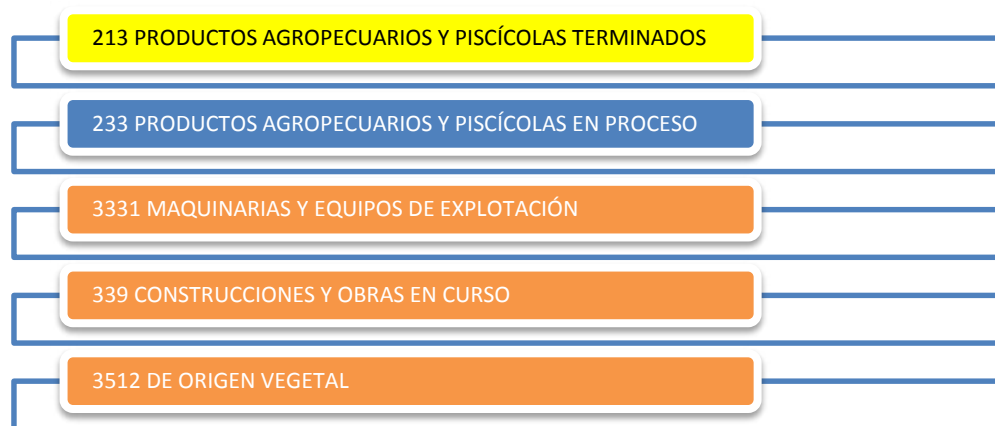 213 PRODUCTOS AGROPECUARIOS Y PISCÍCOLAS TERMINADOS
233 PRODUCTOS AGROPECUARIOS Y PISCÍCOLAS EN PROCESO
3331 MAQUINARIAS Y EQUIPOS DE EXPLOTACIÓN
339 CONSTRUCCIONES Y OBRAS EN CURSO
3512 DE ORIGEN VEGETAL